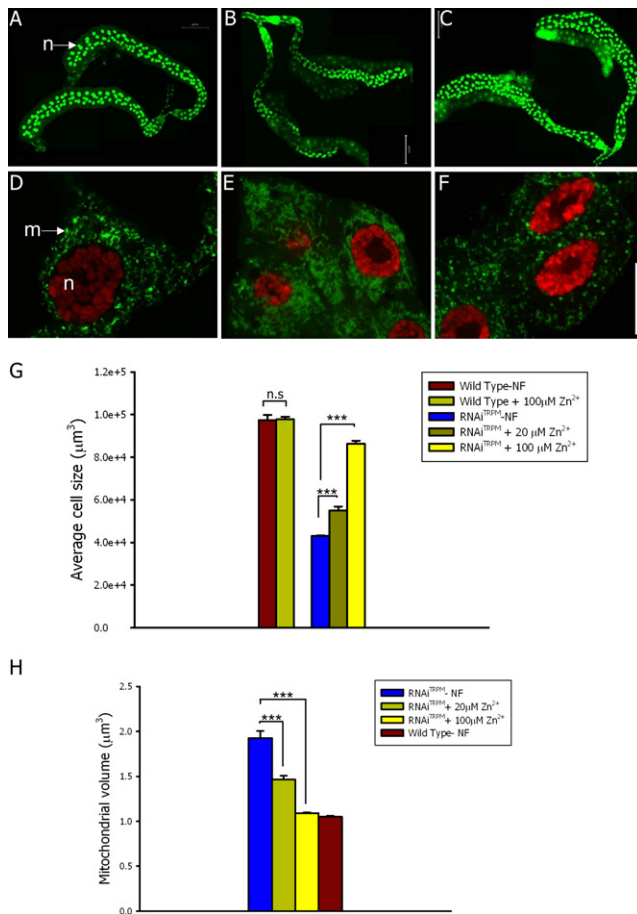 A
B
C
n
D
E
F
m
n
G
1.2e+5
1.0e+5
8.0e+4
6.0e+4
4.0e+4
2.0e+4
0.0
Average cell size (μm³)
n.s
***
***
Wild Type-NF
Wild Type + 100μM Zn²⁺
RNAiᵀᴿᴾᴹ-NF
RNAiᵀᴿᴾᴹ + 20 μM Zn²⁺
RNAiᵀᴿᴾᴹ + 100 μM Zn²⁺
H
2.5
2.0
1.5
1.0
0.5
0.0
Mitochondrial volume (μm³)
***
***
RNAiᵀᴿᴾᴹ- NF
RNAiᵀᴿᴾᴹ+ 20μM Zn²⁺
RNAiᵀᴿᴾᴹ+ 100μM Zn²⁺
Wild Type- NF